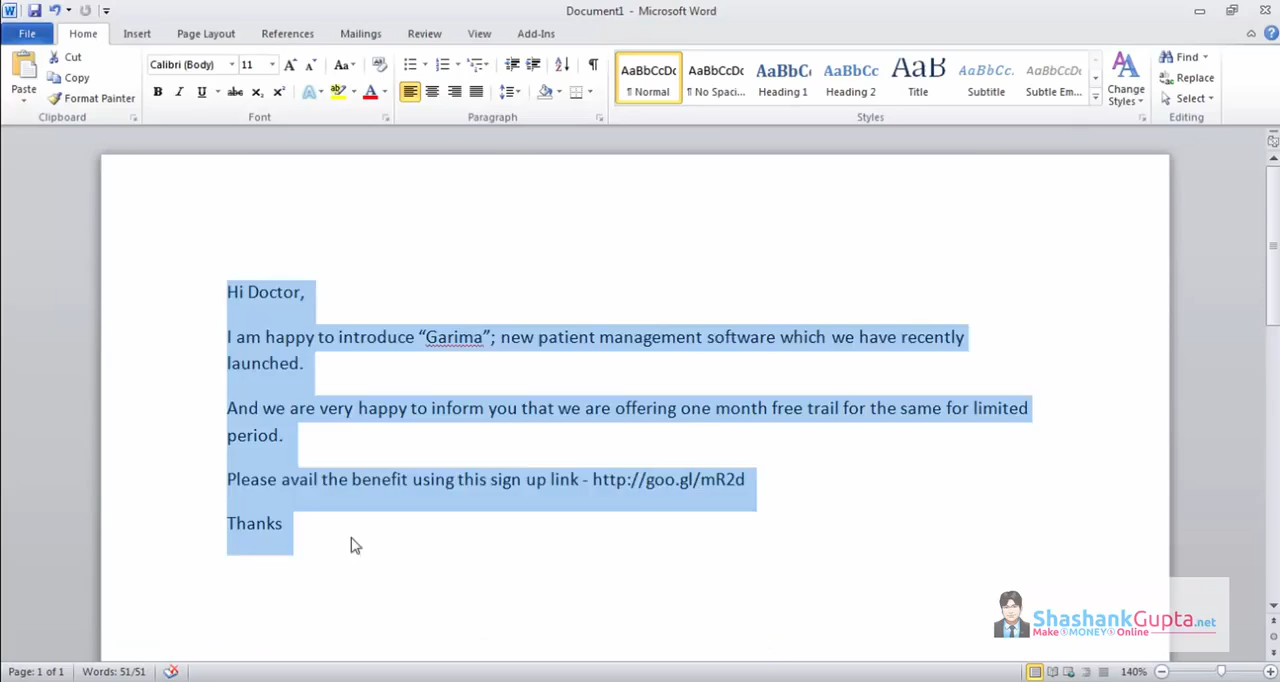 Document1 - Microsoft Word
File Home Insert Page Layout References Mailings Review View Add-Ins
Paste
Cut
Copy
Format Painter
Clipboard
Calibri (Body) 11
Font
Paragraph
AaBbCcDc AaBbCcDc AaBbC AaBbCc AaB AaBbCc. AaBbCcDc
¶ Normal ¶ No Spaci... Heading 1 Heading 2 Title Subtitle Subtle Em...
Styles
Change
Styles
Find
Replace
Select
Editing
Hi Doctor,
I am happy to introduce “Garima”; new patient management software which we have recently
launched.
And we are very happy to inform you that we are offering one month free trail for the same for limited
period.
Please avail the benefit using this sign up link - http://goo.gl/mR2d
Thanks
ShashankGupta.net
Make MONEY Online
Page: 1 of 1 Words: 51/51 140%